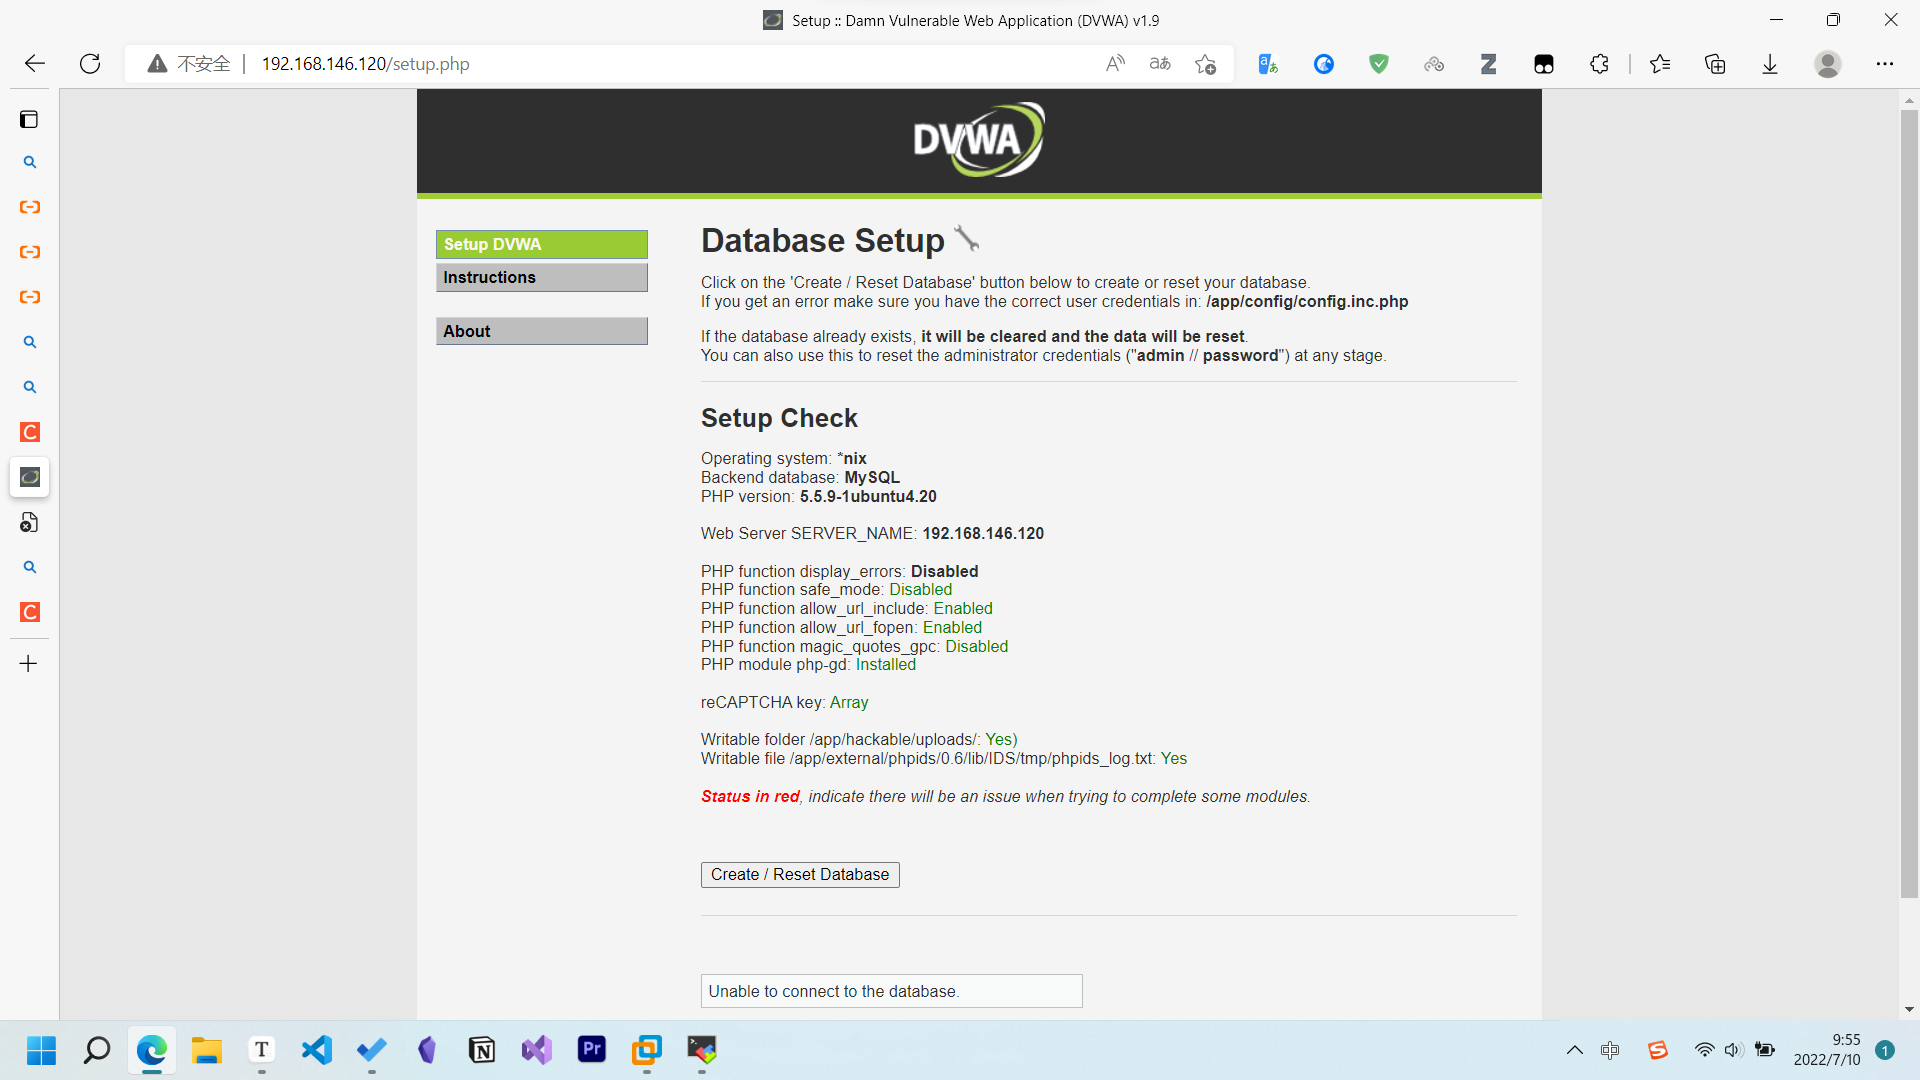 Setup :: Damn Vulnerable Web Application (DVWA) v1.9
不安全 192.168.146.120/setup.php
DVWA
Setup DVWA
Instructions
About
Database Setup
Click on the 'Create / Reset Database' button below to create or reset your database.
If you get an error make sure you have the correct user credentials in: /app/config/config.inc.php
If the database already exists, it will be cleared and the data will be reset.
You can also use this to reset the administrator credentials ("admin // password") at any stage.
Setup Check
Operating system: *nix
Backend database: MySQL
PHP version: 5.5.9-1ubuntu4.20
Web Server SERVER_NAME: 192.168.146.120
PHP function display_errors: Disabled
PHP function safe_mode: Disabled
PHP function allow_url_include: Enabled
PHP function allow_url_fopen: Enabled
PHP function magic_quotes_gpc: Disabled
PHP module php-gd: Installed
reCAPTCHA key: Array
Writable folder /app/hackable/uploads/: Yes)
Writable file /app/external/phpids/0.6/lib/IDS/tmp/phpids_log.txt: Yes
Status in red, indicate there will be an issue when trying to complete some modules.
Create / Reset Database
Unable to connect to the database.
中
9:55
2022/7/10
1